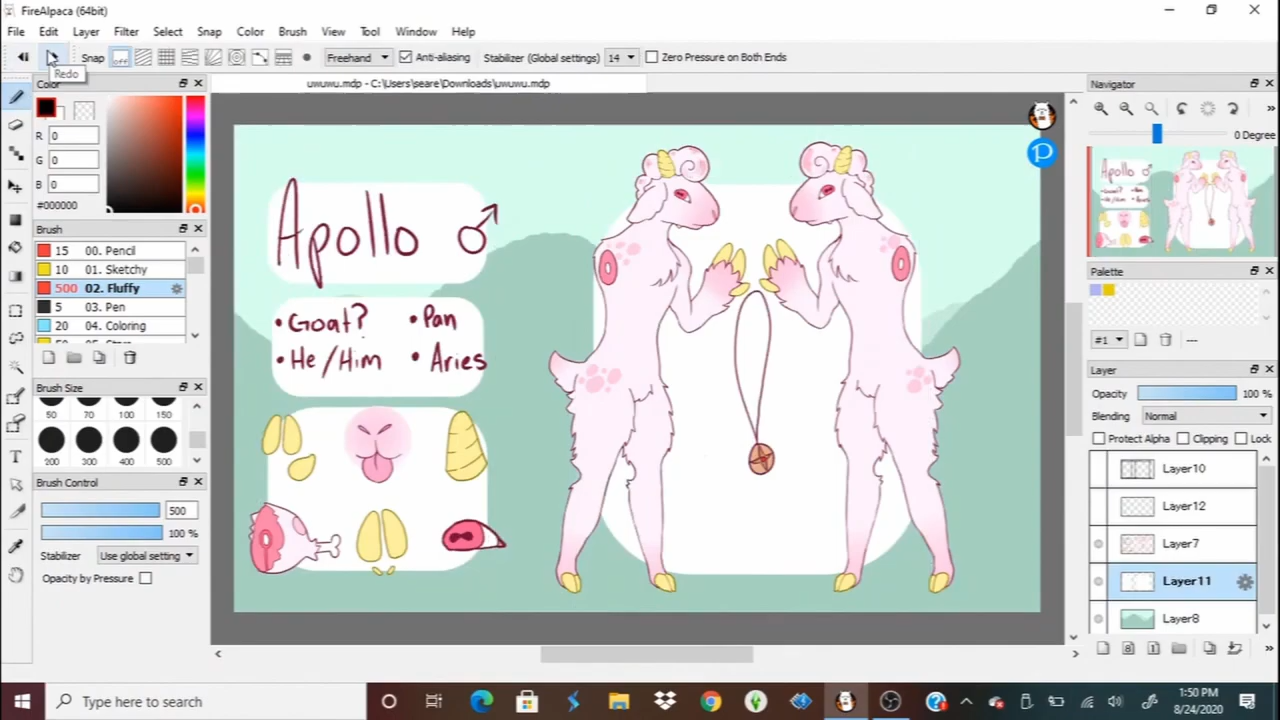 FireAlpaca (64bit)
File Edit Layer Filter Select Snap Color Brush View Tool Window Help
Snap off Freehand Anti-aliasing Stabilizer (Global settings) 14 Zero Pressure on Both Ends
Redo
Color
uwuwu.mdp - C:\Users\seare\Downloads\uwuwu.mdp
Navigator
R 0
G 0
B 0
#000000
0 Degree
Brush
15 00. Pencil
10 01. Sketchy
500 02. Fluffy
5 03. Pen
20 04. Coloring
Brush Size
50 70 100 150
200 300 400 500
Brush Control
500
100 %
Stabilizer Use global setting
Opacity by Pressure
Apollo ♂
•Goat? •Pan
•He/Him •Aries
P
Palette
#1 ---
Layer
Opacity 100 %
Blending Normal
Protect Alpha Clipping Lock
Layer10
Layer12
Layer7
Layer11
Layer8
Type here to search
1:50 PM
8/24/2020